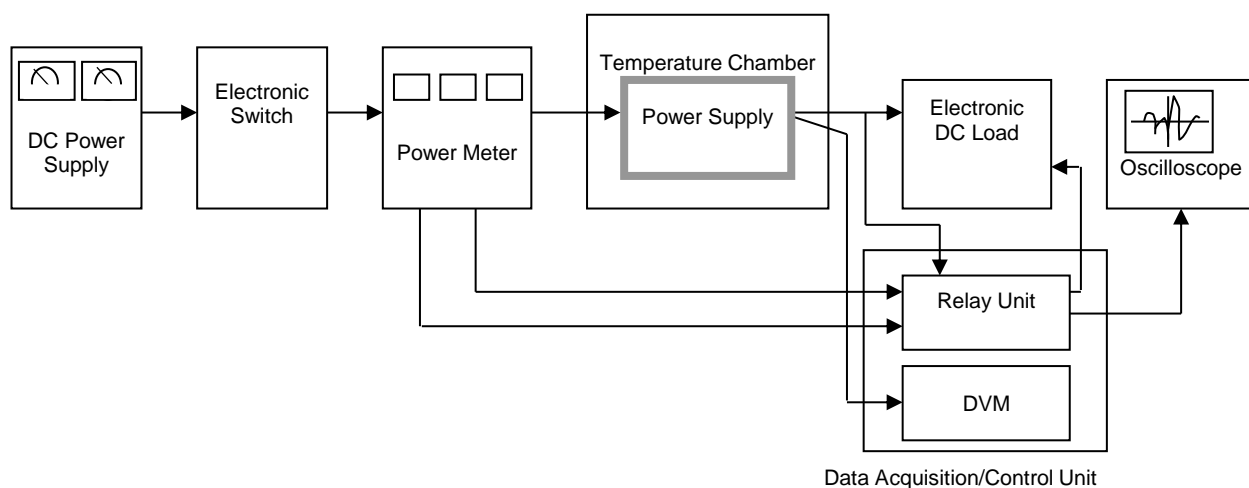 DC Power
Supply
Electronic
Switch
Power Meter
Temperature Chamber
Power Supply
Electronic
DC Load
Oscilloscope
Relay Unit
DVM
Data Acquisition/Control Unit